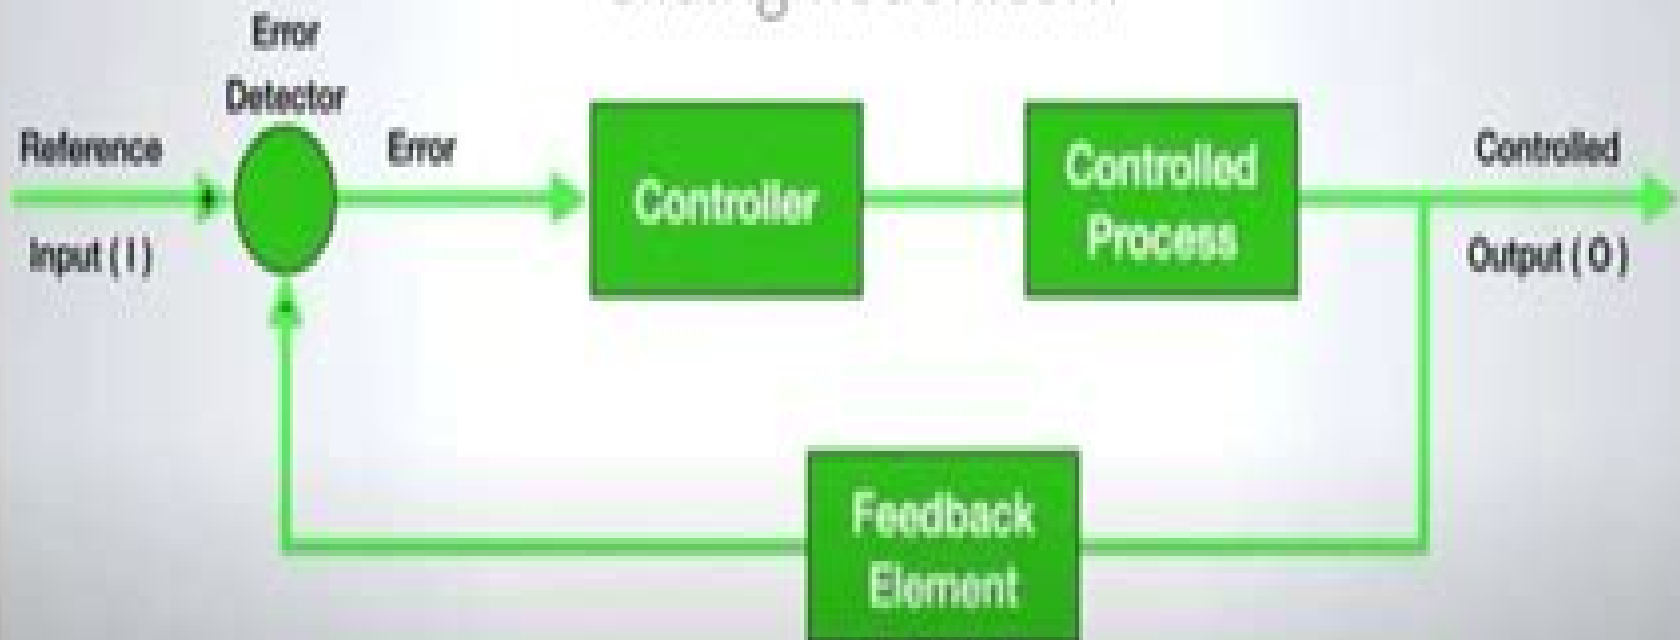 Error
Detector
Reference
Input ( I )
Error
Controller
Controlled
Process
Controlled
Output ( O )
Feedback
Element